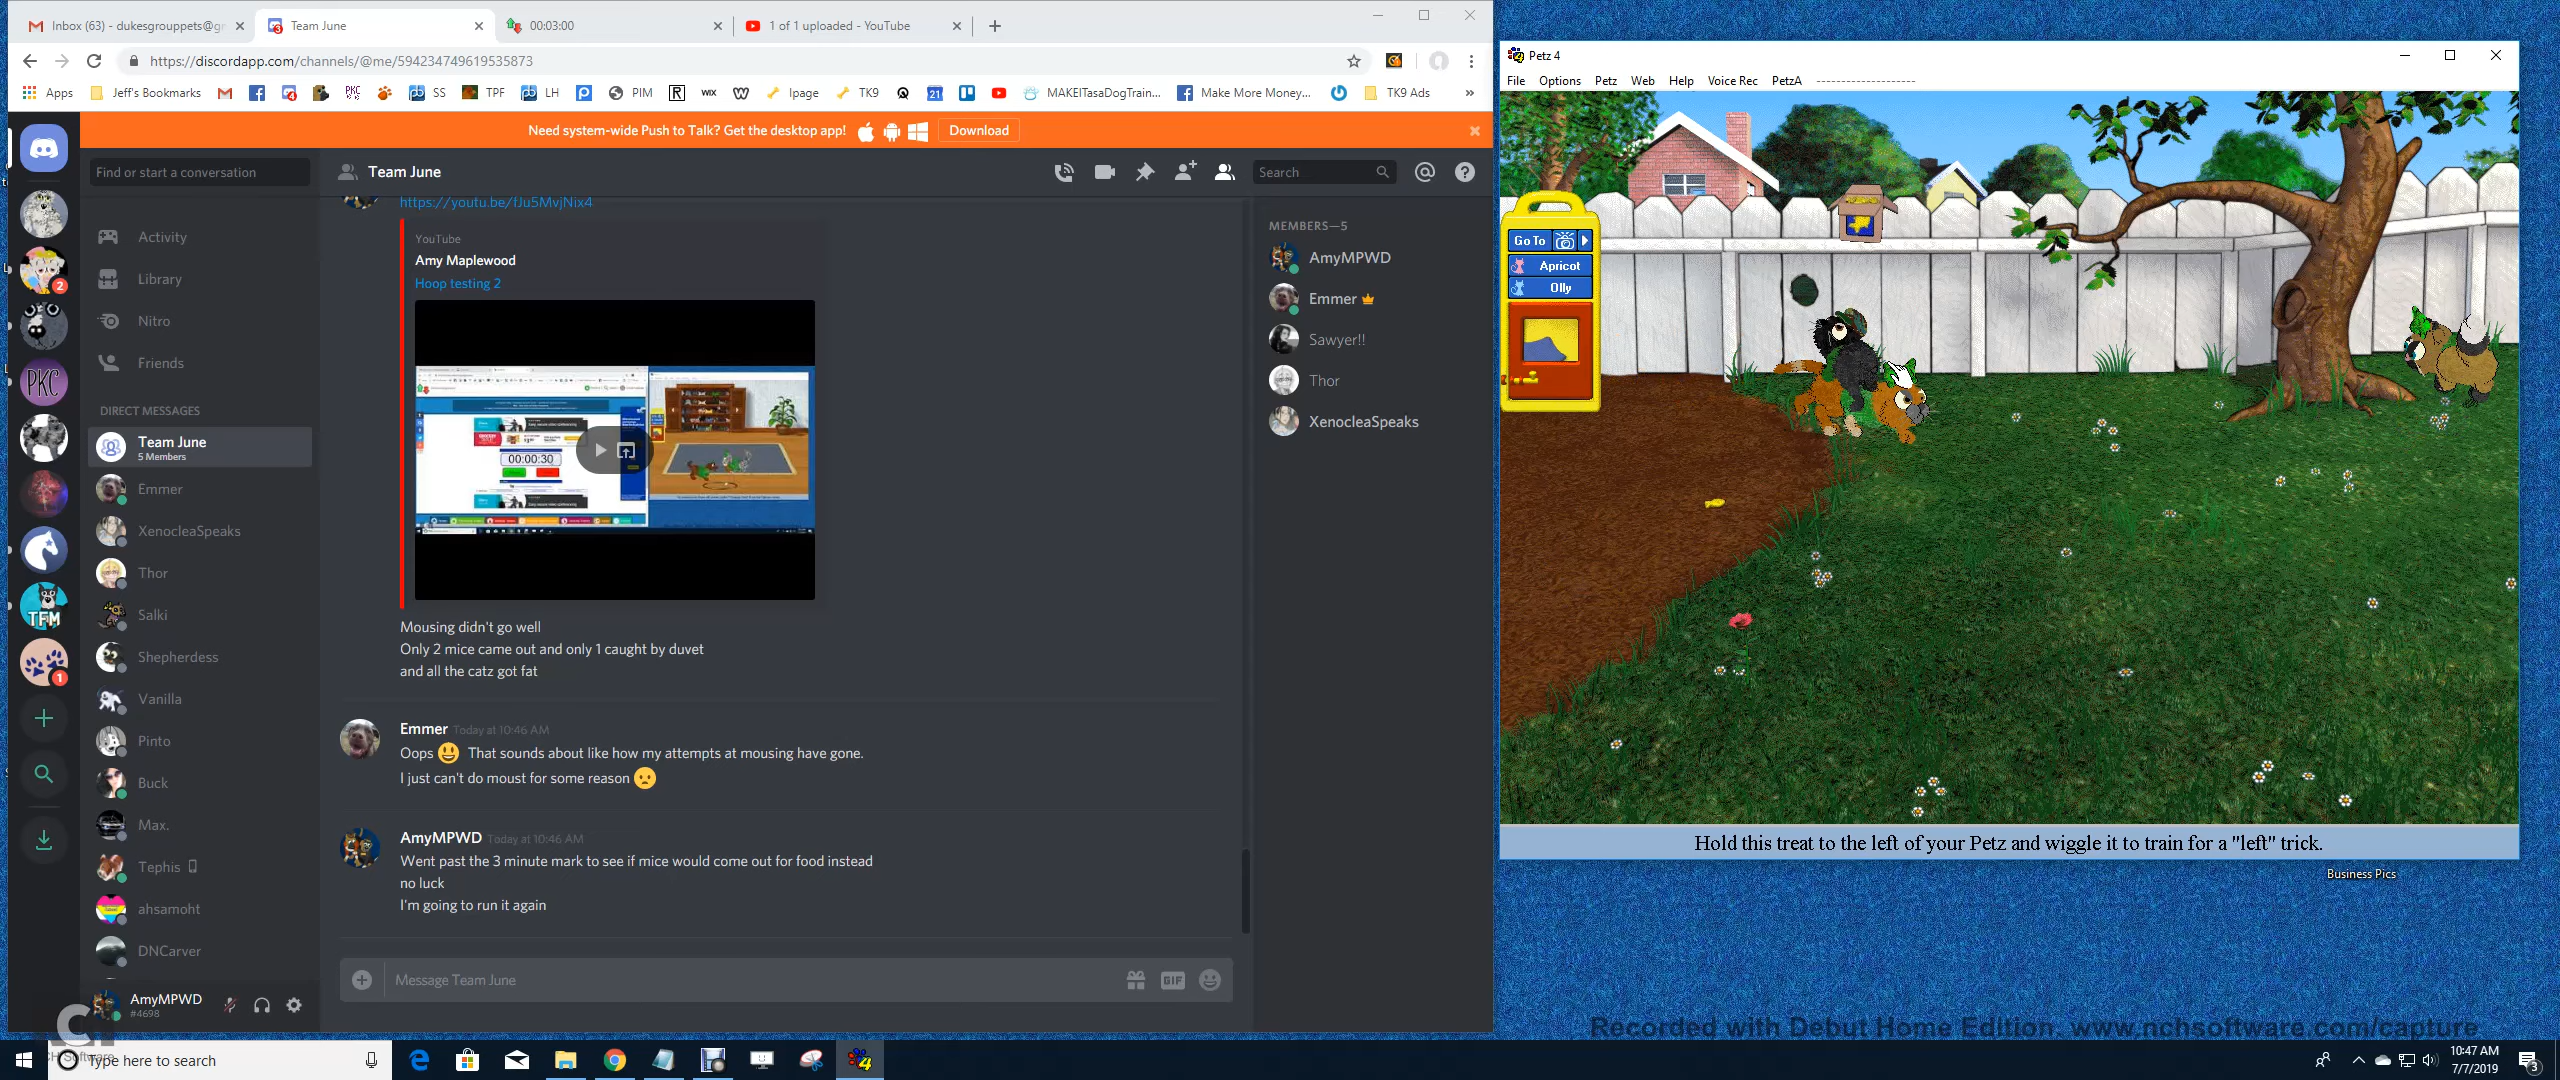 Inbox (63) - dukesgrouppets@g
Team June
00:03:00
1 of 1 uploaded - YouTube
https://discordapp.com/channels/@me/594234749619535873
Apps
Jeff's Bookmarks
PKC
SS
TPF
LH
PIM
WIX
Ipage
TK9
21
MAKEITasaDogTrain...
Make More Money...
TK9 Ads
Need system-wide Push to Talk? Get the desktop app!
Download
Find or start a conversation
Team June
Search
Activity
Library
Nitro
Friends
DIRECT MESSAGES
Team June
5 Members
Emmer
XenocleaSpeaks
Thor
Salki
Shepherdess
Vanilla
Pinto
Buck
Max.
Tephis
ahsamoht
DNCarver
AmyMPWD
#4698
2
PKC
TFM
1
https://youtu.be/fJu5MvjNix4
YouTube
Amy Maplewood
Hoop testing 2
00:00:30
Mousing didn't go well
Only 2 mice came out and only 1 caught by duvet
and all the catz got fat
Emmer Today at 10:46 AM
Oops That sounds about like how my attempts at mousing have gone.
I just can't do moust for some reason
AmyMPWD Today at 10:46 AM
Went past the 3 minute mark to see if mice would come out for food instead
no luck
I'm going to run it again
Message Team June
GIF
MEMBERS—5
AmyMPWD
Emmer
Sawyer!!
Thor
XenocleaSpeaks
Petz 4
File Options Petz Web Help Voice Rec PetzA --------------------
Go To
Apricot
Olly
Hold this treat to the left of your Petz and wiggle it to train for a "left" trick.
Business Pics
Recorded with Debut Home Edition. www.nchsoftware.com/capture
Type here to search
10:47 AM
7/7/2019
3